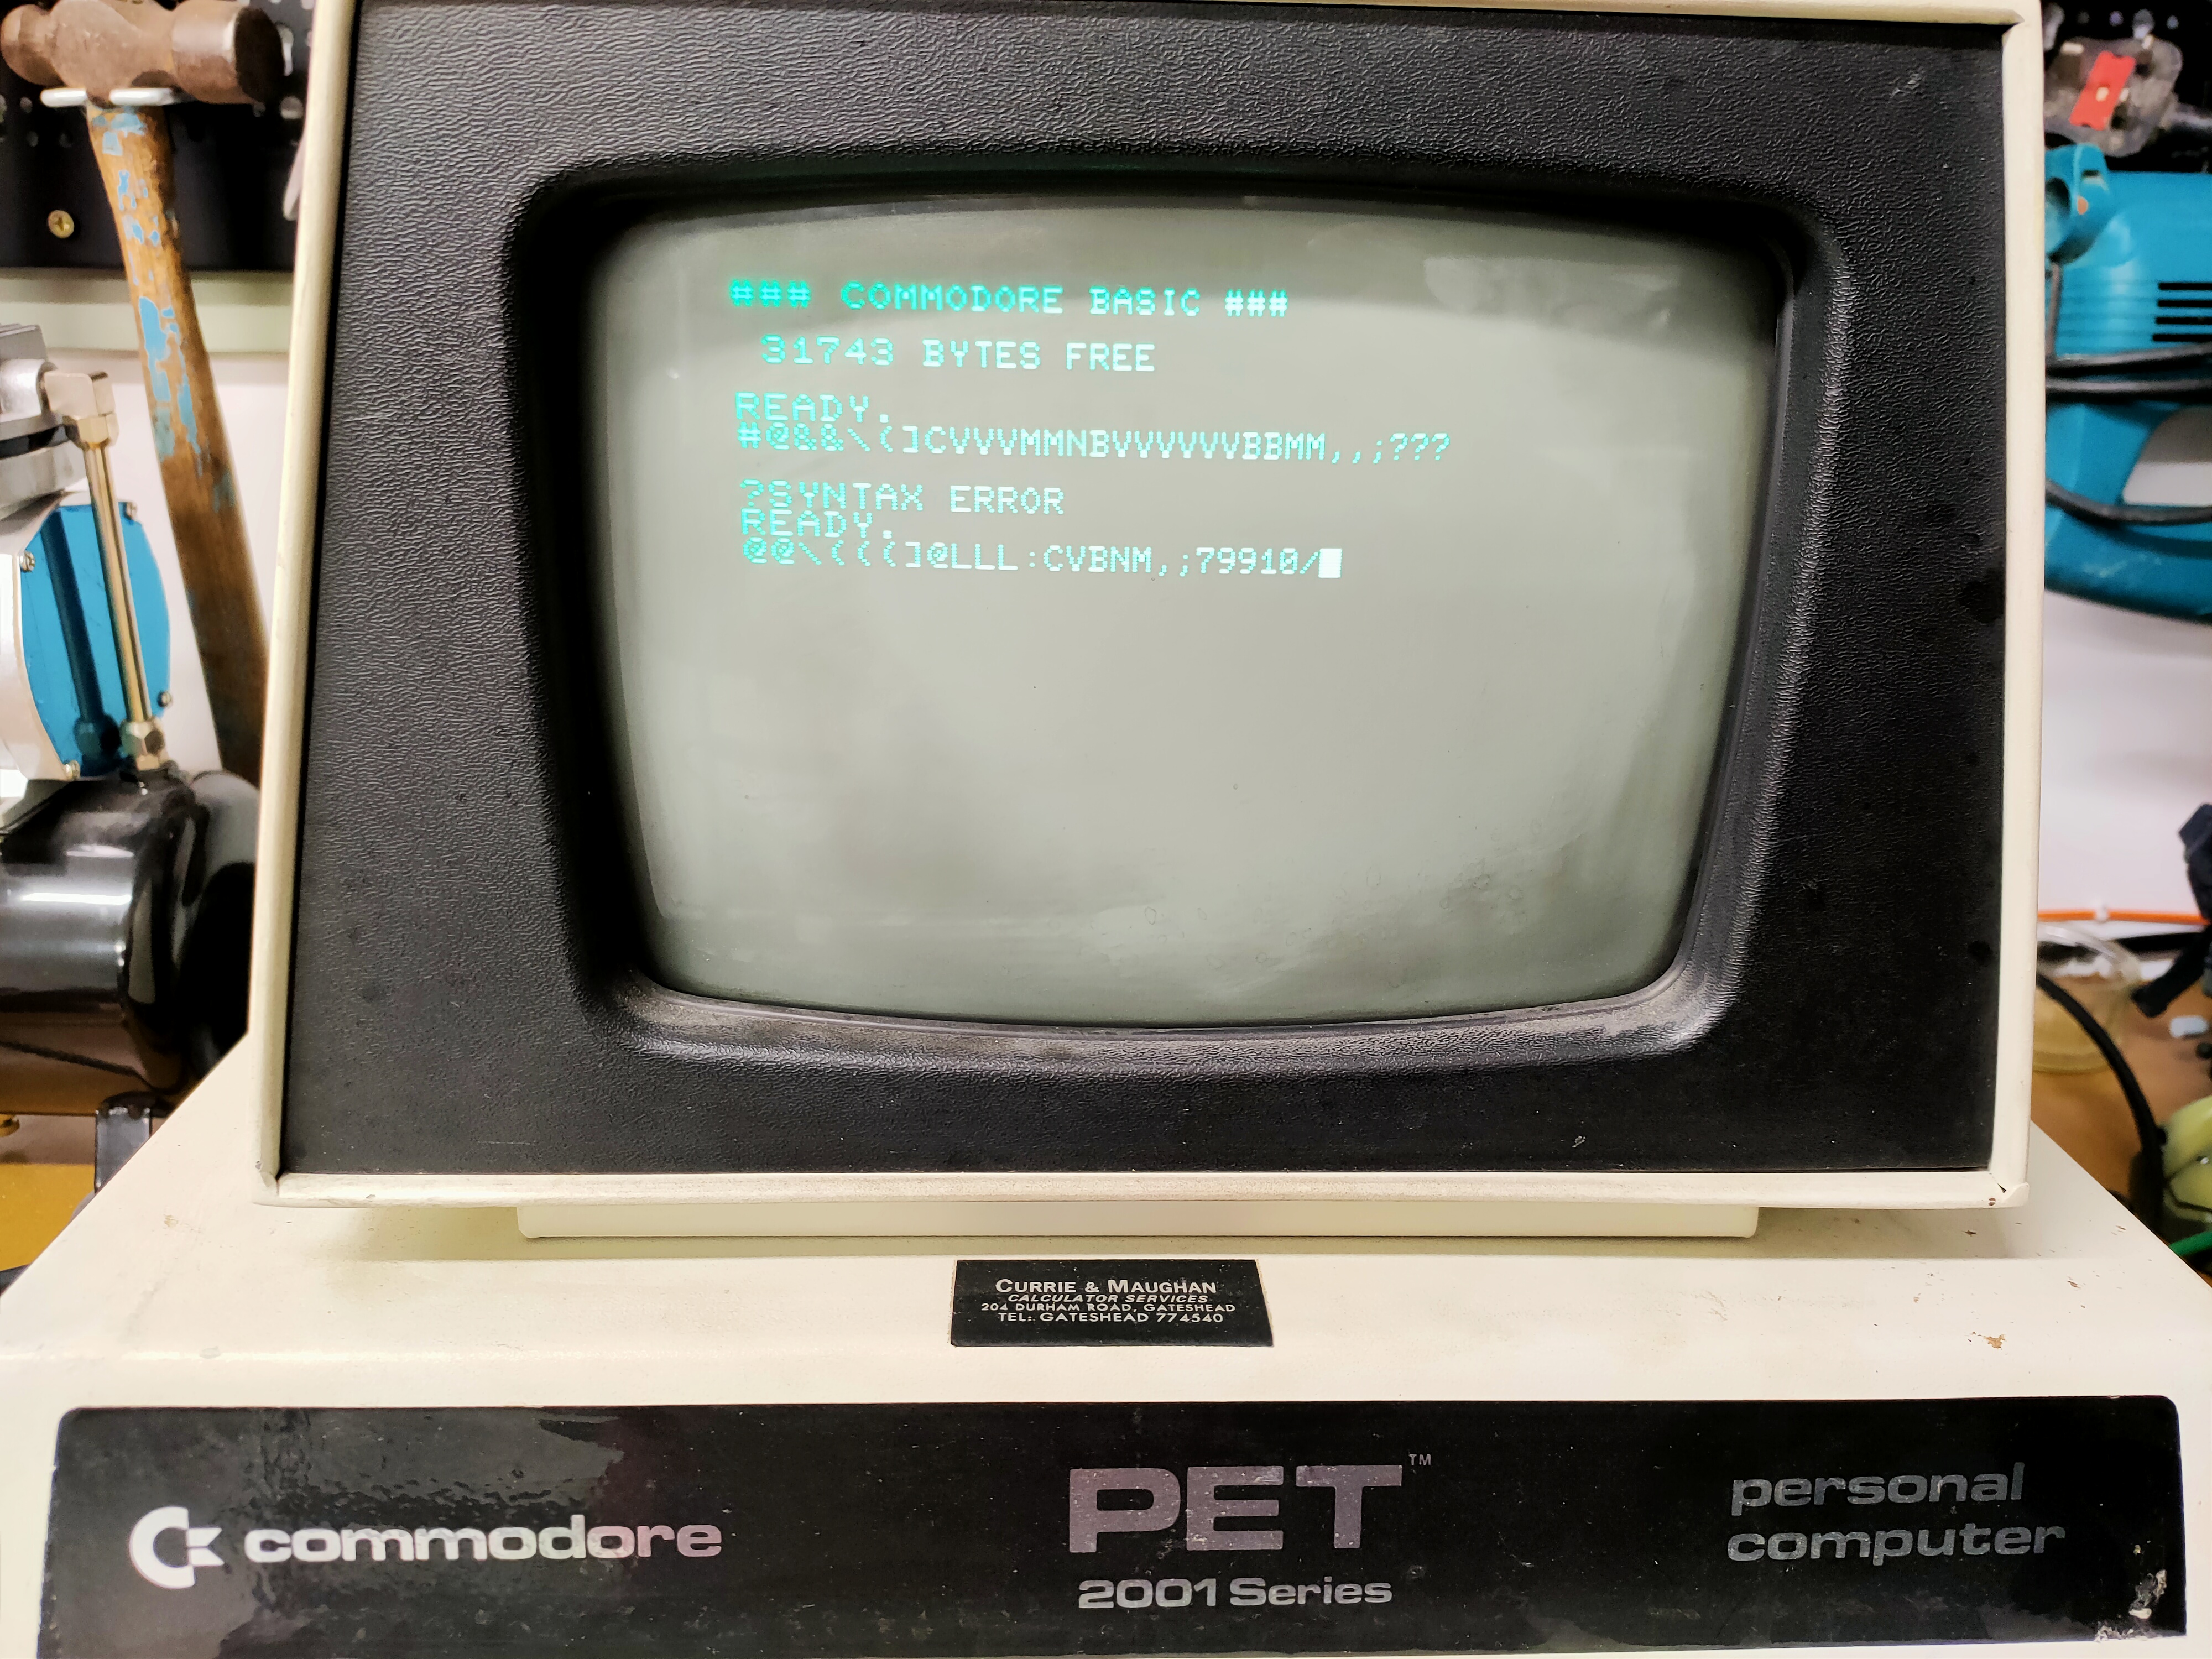 ### COMMODORE BASIC ###
31743 BYTES FREE
READY.
#@&&\(]CVVVMMNBVVVVVVBBMM,,;???
?SYNTAX ERROR
READY.
@@\(((]@LLL:CVBNM,;79910/
CURRIE & MAUGHAN
CALCULATOR SERVICES
204 DURHAM ROAD, GATESHEAD
TEL: GATESHEAD 774540
commodore
PET™
2001 Series
personal
computer